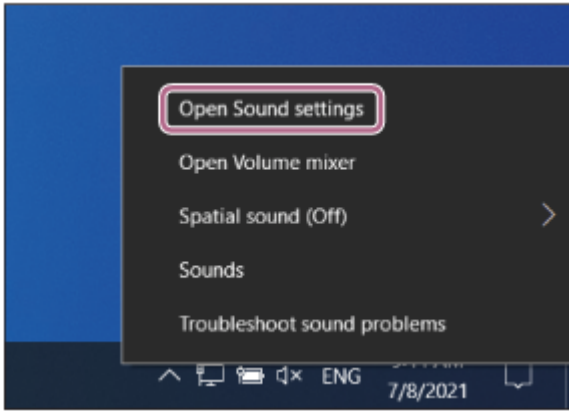 Open Sound settings
Open Volume mixer
Spatial sound (Off)
Sounds
Troubleshoot sound problems
ENG
7/8/2021